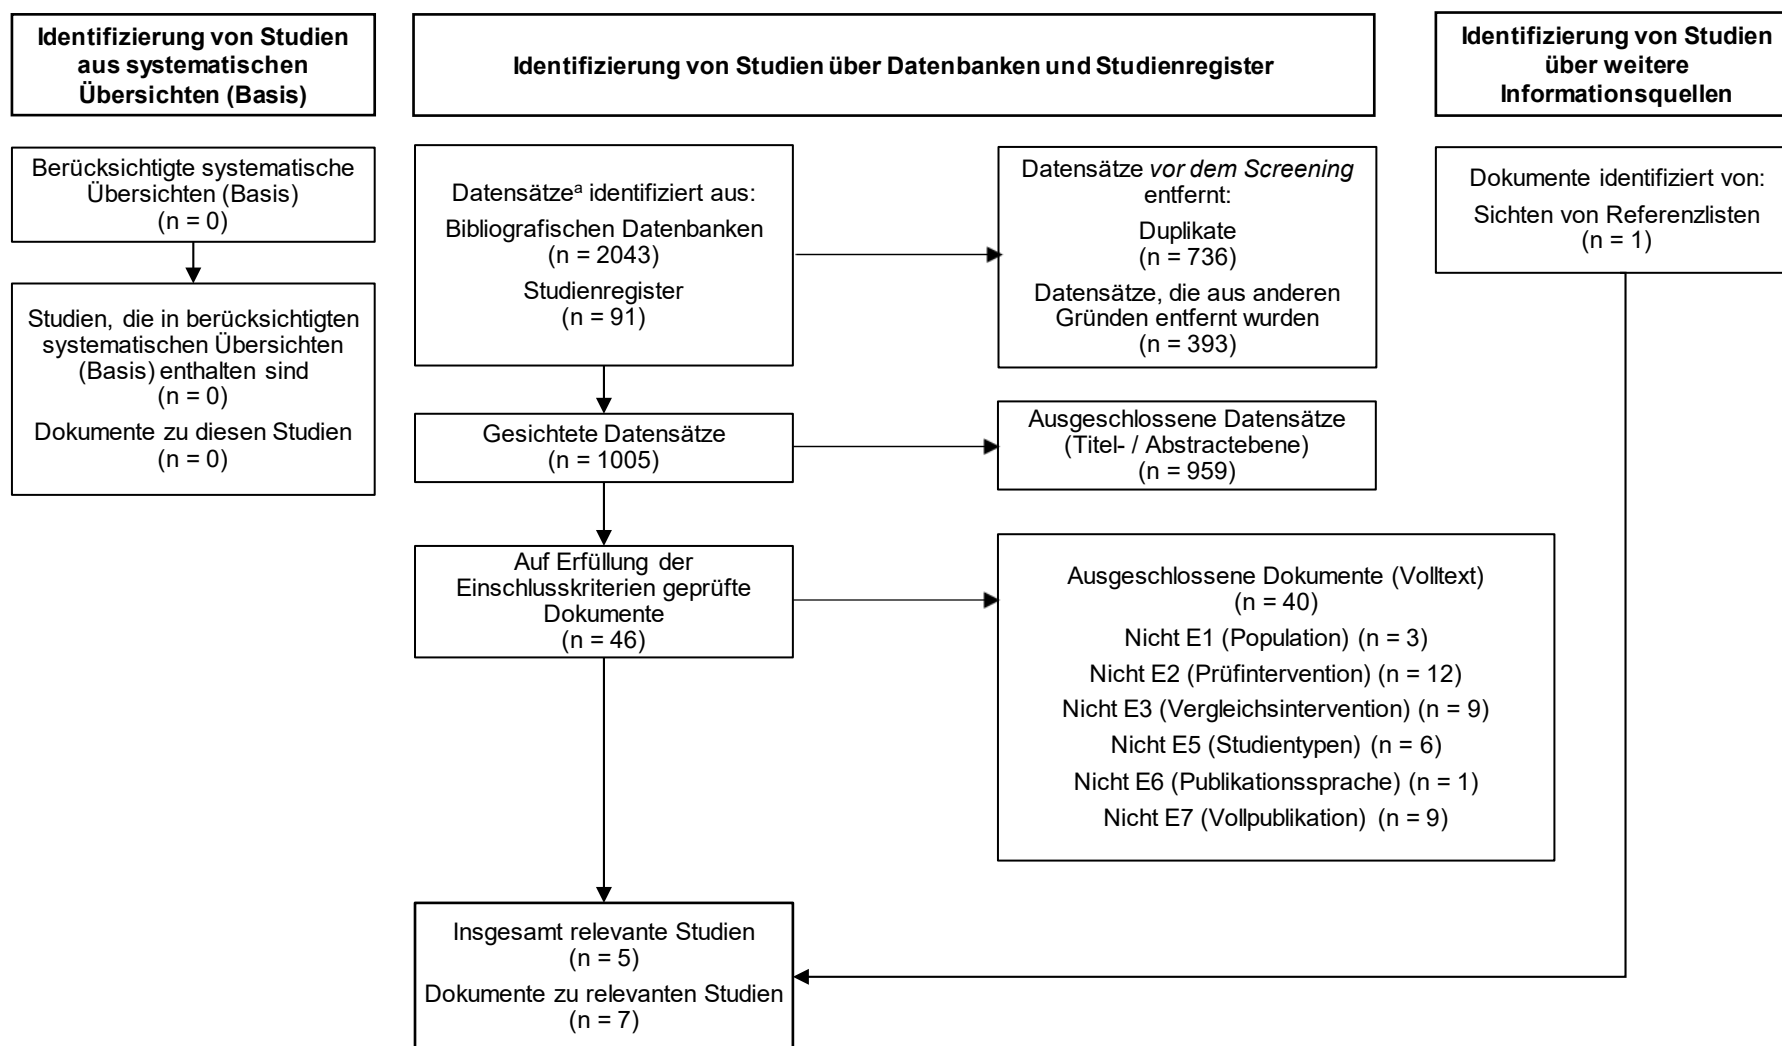 Identifizierung von Studien
aus systematischen
Übersichten (Basis)
Berücksichtigte systematische
Übersichten (Basis)
(n = 0)
Studien, die in berücksichtigten
systematischen Übersichten
(Basis) enthalten sind
(n = 0)
Dokumente zu diesen Studien
(n = 0)
Identifizierung von Studien über Datenbanken und Studienregister
Datensätzeᵃ identifiziert aus:
Bibliografischen Datenbanken
(n = 2043)
Studienregister
(n = 91)
Datensätze vor dem Screening
entfernt:
Duplikate
(n = 736)
Datensätze, die aus anderen
Gründen entfernt wurden
(n = 393)
Gesichtete Datensätze
(n = 1005)
Ausgeschlossene Datensätze
(Titel- / Abstractebene)
(n = 959)
Auf Erfüllung der
Einschlusskriterien geprüfte
Dokumente
(n = 46)
Ausgeschlossene Dokumente (Volltext)
(n = 40)
Nicht E1 (Population) (n = 3)
Nicht E2 (Prüfintervention) (n = 12)
Nicht E3 (Vergleichsintervention) (n = 9)
Nicht E5 (Studientypen) (n = 6)
Nicht E6 (Publikationssprache) (n = 1)
Nicht E7 (Vollpublikation) (n = 9)
Identifizierung von Studien
über weitere
Informationsquellen
Dokumente identifiziert von:
Sichten von Referenzlisten
(n = 1)
Insgesamt relevante Studien
(n = 5)
Dokumente zu relevanten Studien
(n = 7)